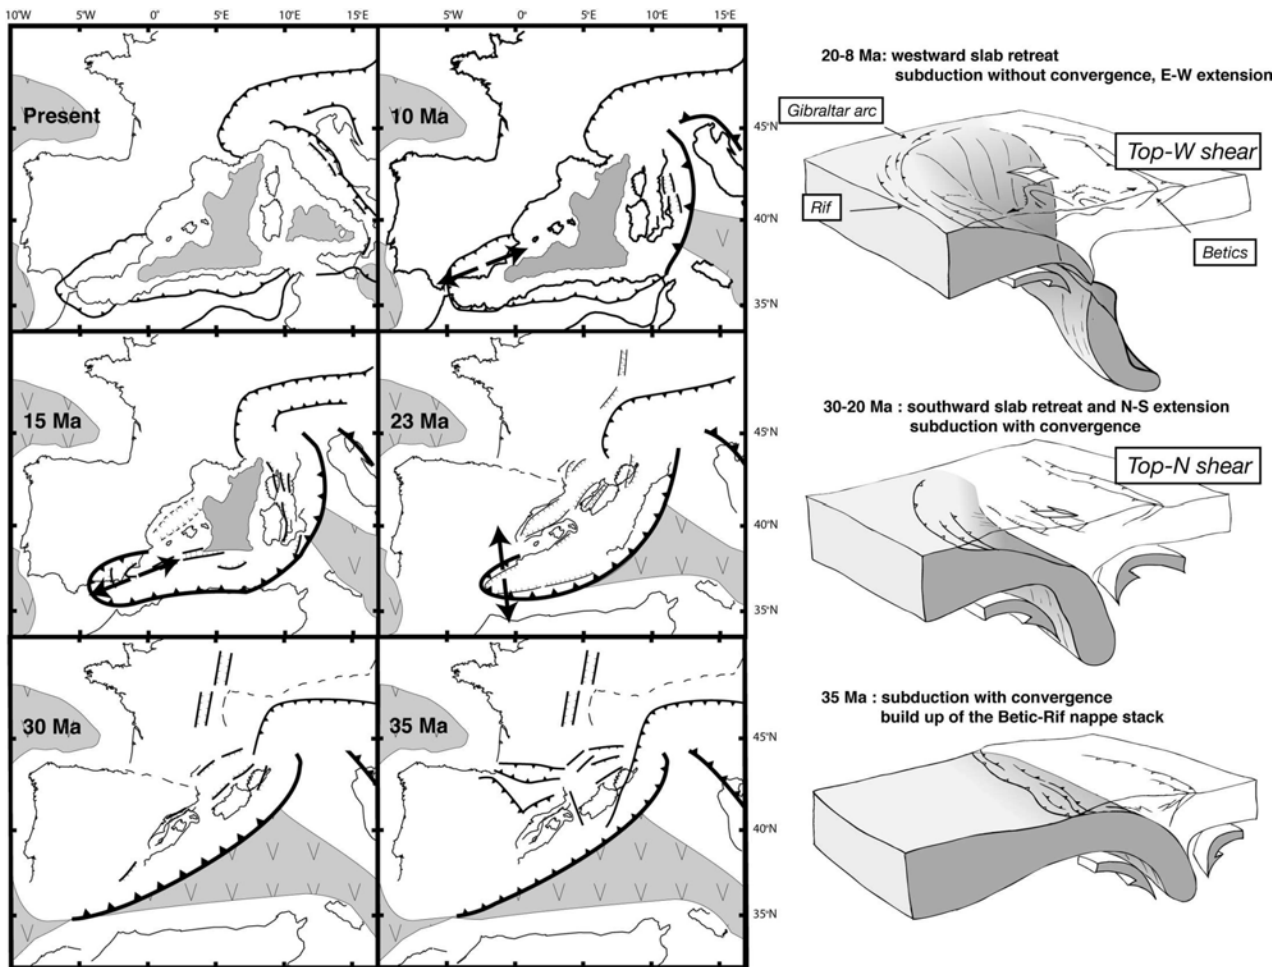 10°W 5°W 0° 5°E 10°E 15°E 5°W 0° 5°E 10°E 15°E
Present
10 Ma
45°N
40°N
35°N
15 Ma
23 Ma
45°N
40°N
35°N
30 Ma
35 Ma
45°N
40°N
35°N
20-8 Ma: westward slab retreat
subduction without convergence, E-W extension
Gibraltar arc
Top-W shear
Rif
Betics
30-20 Ma : southward slab retreat and N-S extension
subduction with convergence
Top-N shear
35 Ma : subduction with convergence
build up of the Betic-Rif nappe stack